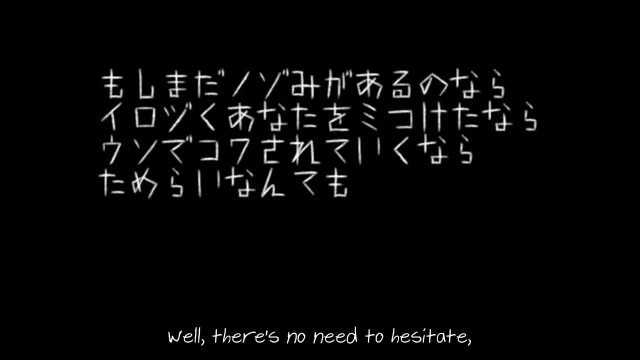 もしまだノゾみがあるのなら
イロヅくあなたをミつけたなら
ウソでコワされていくなら
ためらいなんても
Well, there's no need to hesitate,